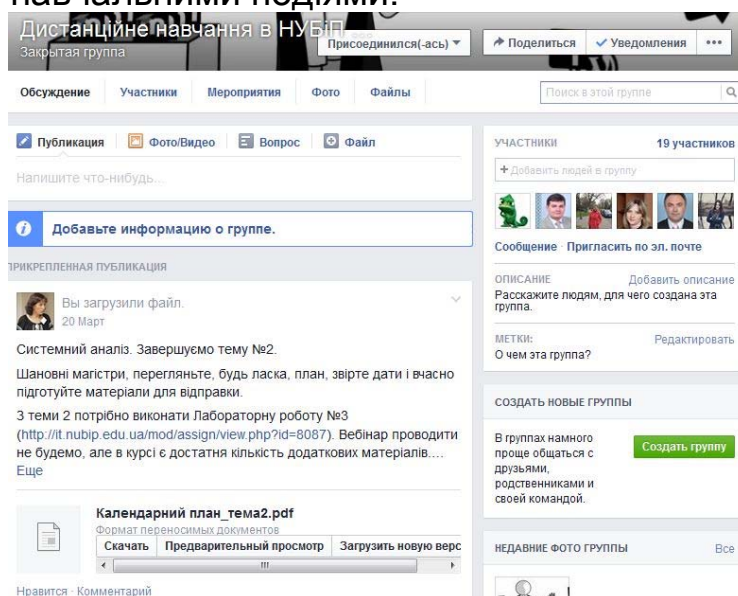 навчальними подіями.
Дистанційне навчання в НУБіП
Закрытая группа
Присоединился(-ась)
Поделиться
Уведомления
Обсуждение Участники Мероприятия Фото Файлы
Поиск в этой группе
Публикация Фото/Видео Вопрос Файл
Напишите что-нибудь...
Добавьте информацию о группе.
ПРИКРЕПЛЕННАЯ ПУБЛИКАЦИЯ
Вы загрузили файл.
20 Март
Системний аналіз. Завершуємо тему №2.
Шановні магістри, перегляньте, будь ласка, план, звірте дати і вчасно
підготуйте матеріали для відправки.
З теми 2 потрібно виконати Лабораторну роботу №3
(http://it.nubip.edu.ua/mod/assign/view.php?id=8087). Вебінар проводити
не будемо, але в курсі є достатня кількість додаткових матеріалів....
Еще
Календарний план_тема2.pdf
Формат переносимых документов
Скачать Предварительный просмотр Загрузить новую верс
Нравится · Комментарий
УЧАСТНИКИ 19 участников
+ Добавить людей в группу
Сообщение · Пригласить по эл. почте
ОПИСАНИЕ Добавить описание
Расскажите людям, для чего создана эта
группа.
МЕТКИ: Редактировать
О чем эта группа?
СОЗДАТЬ НОВЫЕ ГРУППЫ
В группах намного
проще общаться с
друзьями,
родственниками и
своей командой.
Создать группу
НЕДАВНИЕ ФОТО ГРУППЫ Все